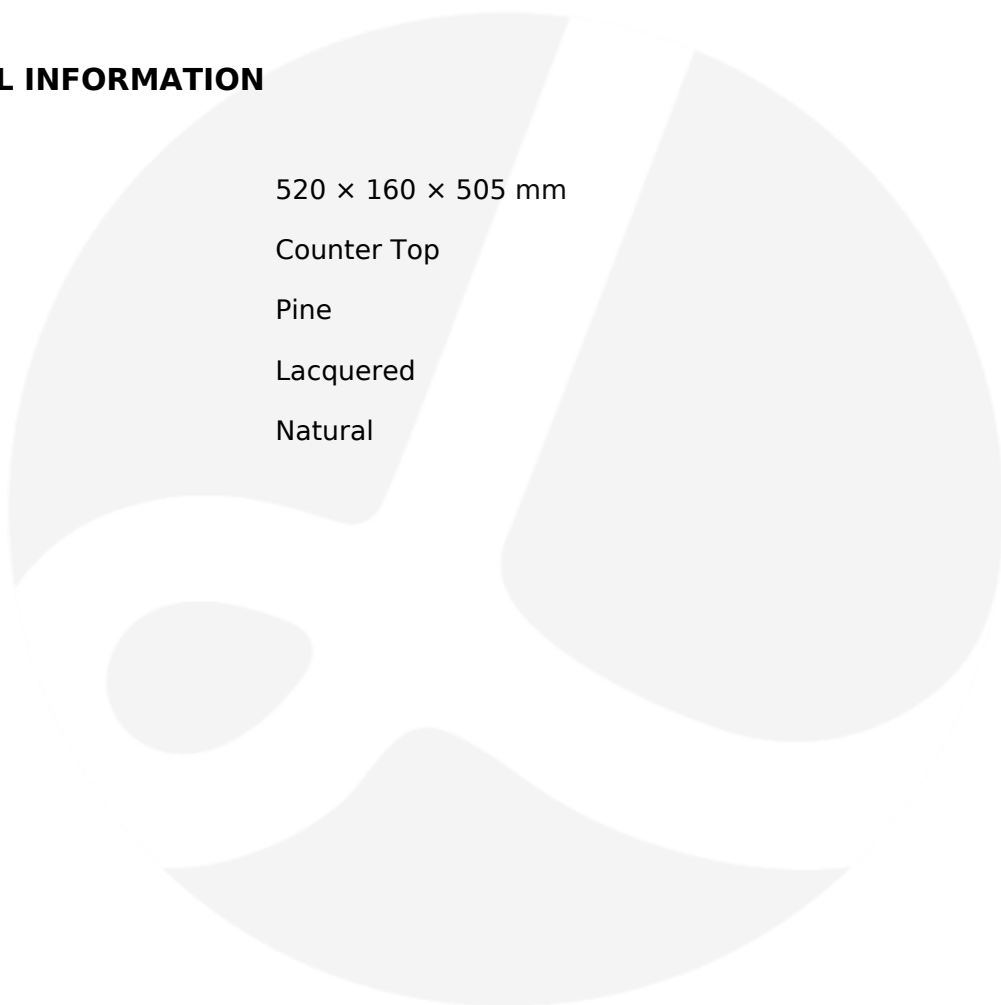 L INFORMATION
520 × 160 × 505 mm
Counter Top
Pine
Lacquered
Natural